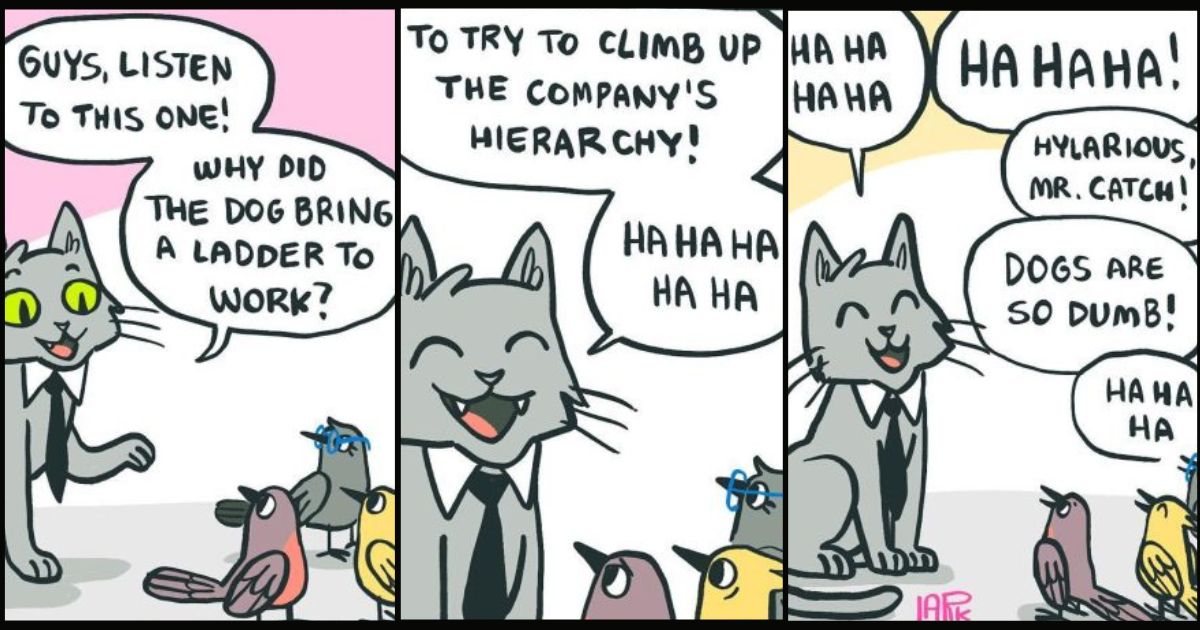 GUYS, LISTEN
TO THIS ONE!
WHY DID
THE DOG BRING
A LADDER TO
WORK?
TO TRY TO CLIMB UP
THE COMPANY'S
HIERARCHY!
HA HA HA
HA HA
HA HA
HA HA
HA HA HA!
HYLARIOUS,
MR. CATCH!
DOGS ARE
SO DUMB!
HA HA
HA
LARK